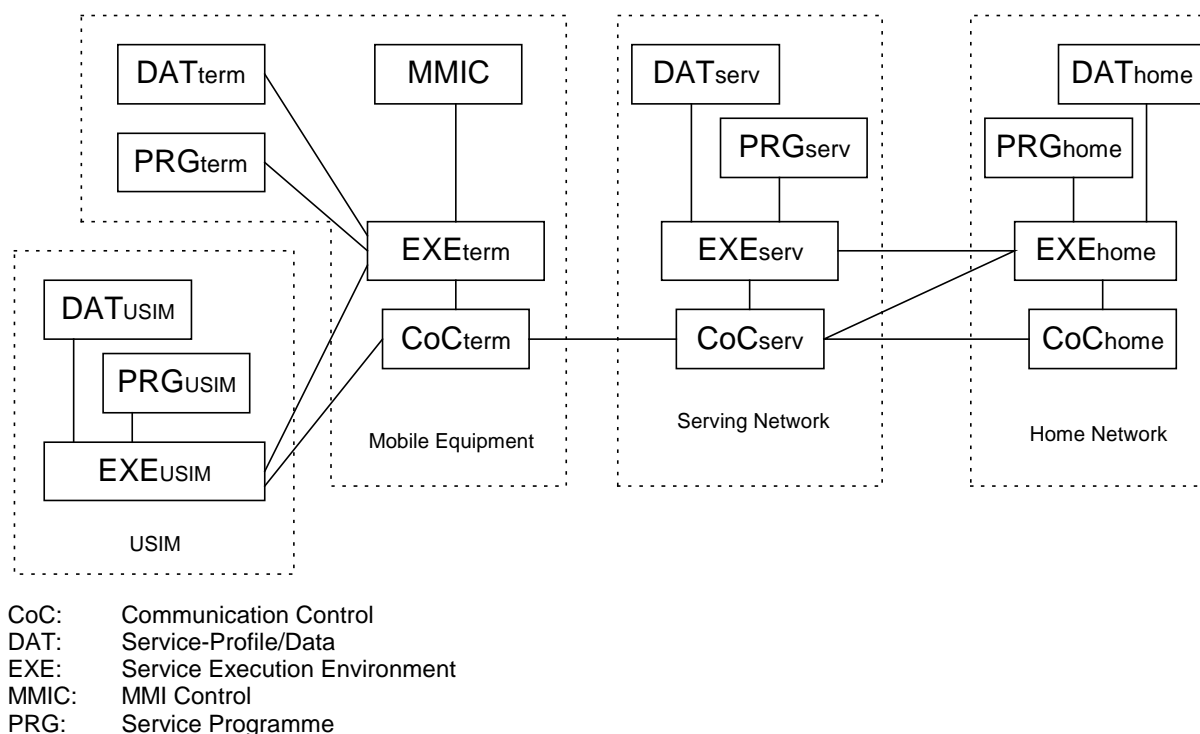 DATterm
MMIC
DATserv
DAThome
PRGterm
PRGserv
PRGhome
EXEterm
EXEserv
EXEhome
DATUSIM
CoCterm
CoCserv
CoChome
PRGUSIM
Mobile Equipment
Serving Network
Home Network
EXEUSIM
USIM
CoC: Communication Control
DAT: Service-Profile/Data
EXE: Service Execution Environment
MMIC: MMI Control
PRG: Service Programme